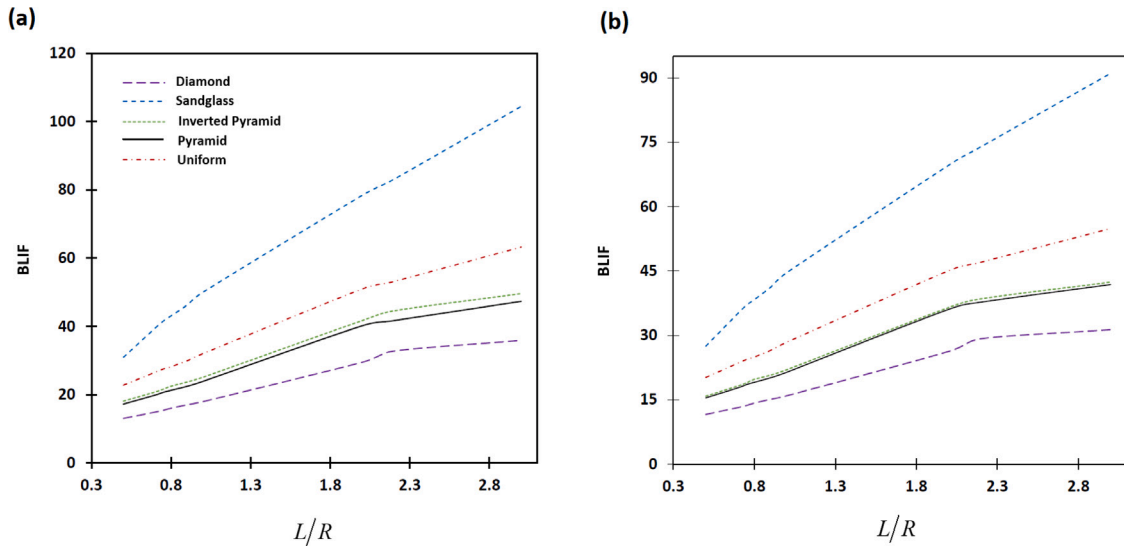 (a)
120
100
80
60
40
20
0
BLIF
Diamond
Sandglass
Inverted Pyramid
Pyramid
Uniform
0.3 0.8 1.3 1.8 2.3 2.8
L/R
(b)
90
75
60
45
30
15
0
BLIF
0.3 0.8 1.3 1.8 2.3 2.8
L/R